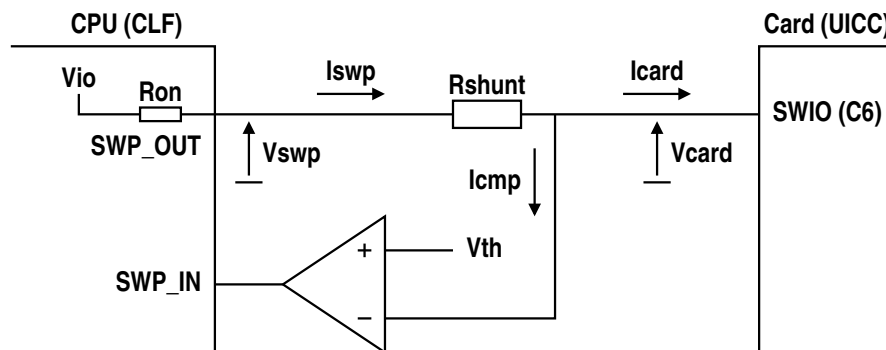 CPU (CLF)
Card (UICC)
Vio
Ron
Iswp
Rshunt
Icard
SWP_OUT
SWIO (C6)
Vswp
Vcard
Icmp
+
Vth
SWP_IN
−